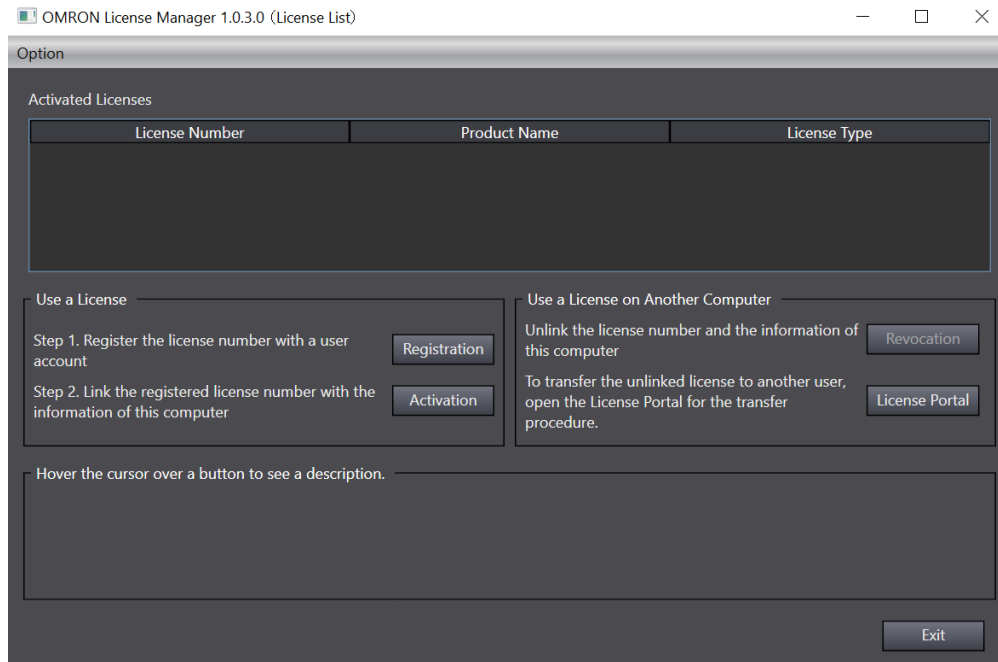 OMRON License Manager 1.0.3.0 (License List)
Option
Activated Licenses
License Number Product Name License Type
Use a License
Step 1. Register the license number with a user
account
Registration
Step 2. Link the registered license number with the
information of this computer
Activation
Use a License on Another Computer
Unlink the license number and the information of
this computer
Revocation
To transfer the unlinked license to another user,
open the License Portal for the transfer
procedure.
License Portal
Hover the cursor over a button to see a description.
Exit